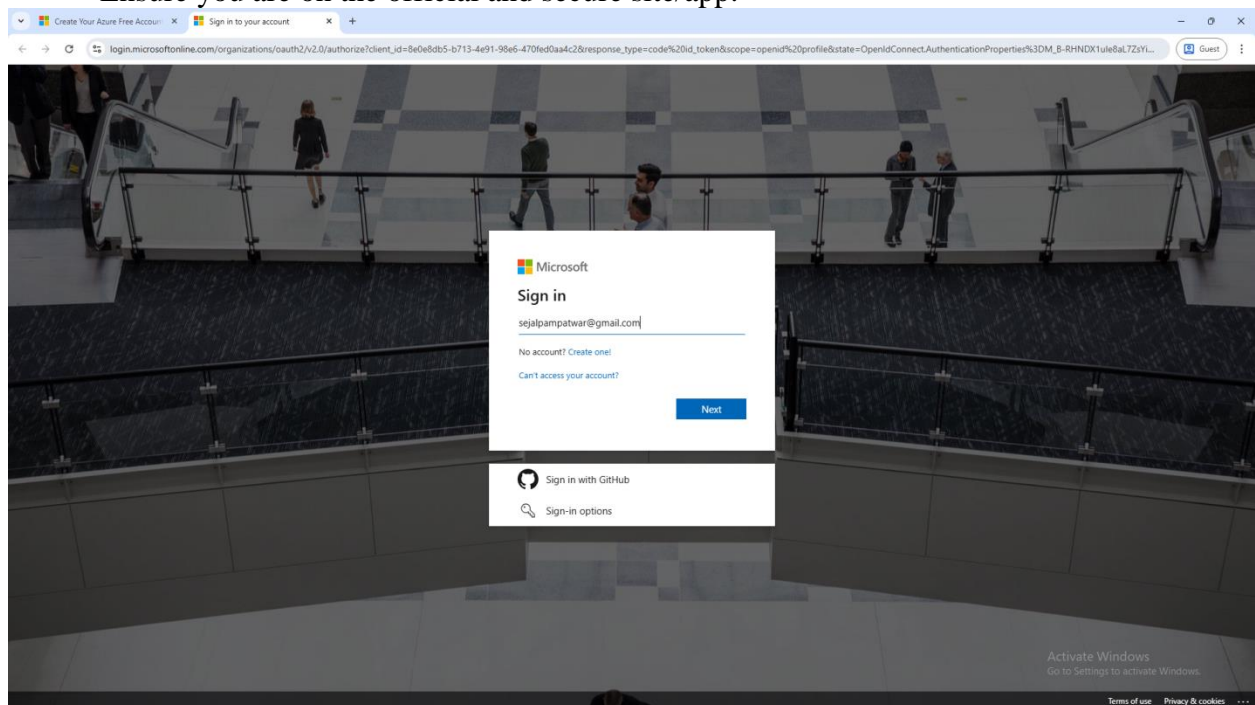 Ensure you are on the official and secure site/app.
Create Your Azure Free Accoun
Sign in to your account
login.microsoftonline.com/organizations/oauth2/v2.0/authorize?client_id=8e0e8db5-b713-4e91-98e6-470fed0aa4c2&response_type=code%20id_token&scope=openid%20profile&state=OpenIdConnect.AuthenticationProperties%3DM_B-RHNDX1ule8aL7ZsYi...
Guest
Microsoft
Sign in
sejalpampatwar@gmail.com
No account? Create one!
Can't access your account?
Next
Sign in with GitHub
Sign-in options
Activate Windows
Go to Settings to activate Windows.
Terms of use Privacy & cookies ...